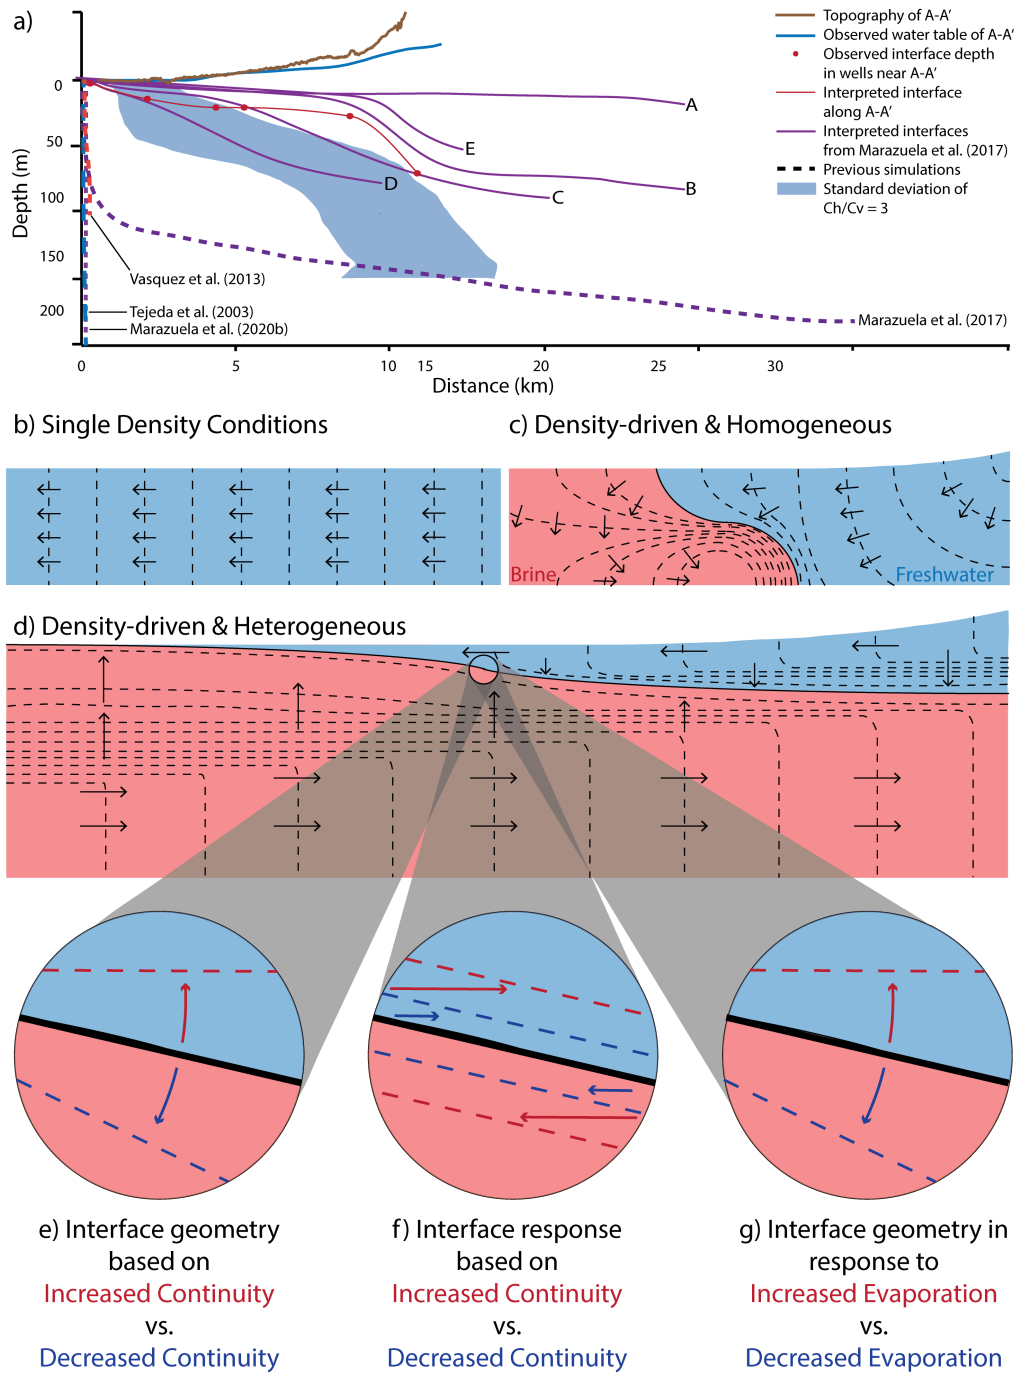 a)
Topography of A-A’
Observed water table of A-A’
Observed interface depth
in wells near A-A’
Interpreted interface
along A-A’
Interpreted interfaces
from Marazuela et al. (2017)
Previous simulations
Standard deviation of
Ch/Cv = 3
Depth (m)
0
50
100
150
200
A
E
D
C
B
Vasquez et al. (2013)
Tejeda et al. (2003)
Marazuela et al. (2020b)
Marazuela et al. (2017)
0 5 10 15 20 25 30
Distance (km)
b) Single Density Conditions
c) Density-driven & Homogeneous
Brine
Freshwater
d) Density-driven & Heterogeneous
e) Interface geometry
based on
Increased Continuity
vs.
Decreased Continuity
f) Interface response
based on
Increased Continuity
vs.
Decreased Continuity
g) Interface geometry in
response to
Increased Evaporation
vs.
Decreased Evaporation